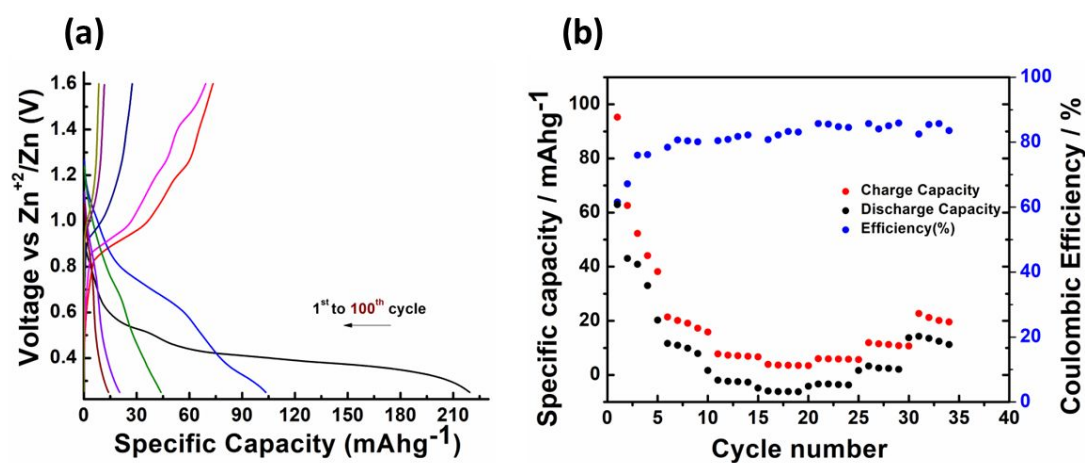 (a)
Voltage vs Zn+2/Zn (V)
1.6
1.4
1.2
1.0
0.8
0.6
0.4
1st to 100th cycle
0 30 60 90 120 150 180 210
Specific Capacity (mAhg-1)
(b)
Specific capacity / mAhg-1
100
80
60
40
20
0
Charge Capacity
Discharge Capacity
Efficiency(%)
100
80
60
40
20
0
Coulombic Efficiency / %
0 5 10 15 20 25 30 35 40
Cycle number